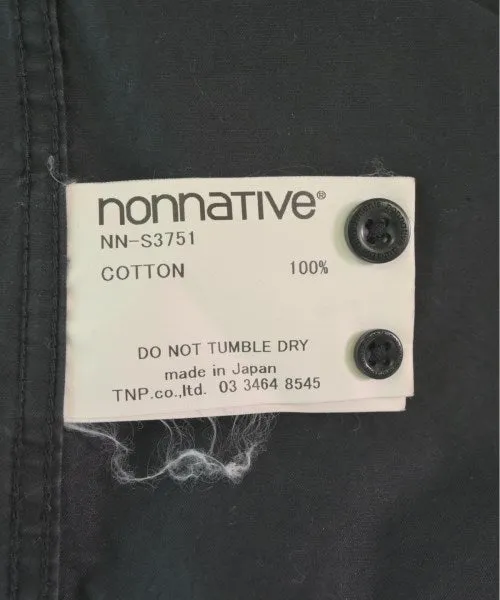 nonnative®
NN-S3751
COTTON 100%
DO NOT TUMBLE DRY
made in Japan
TNP.co.,ltd. 03 3464 8545